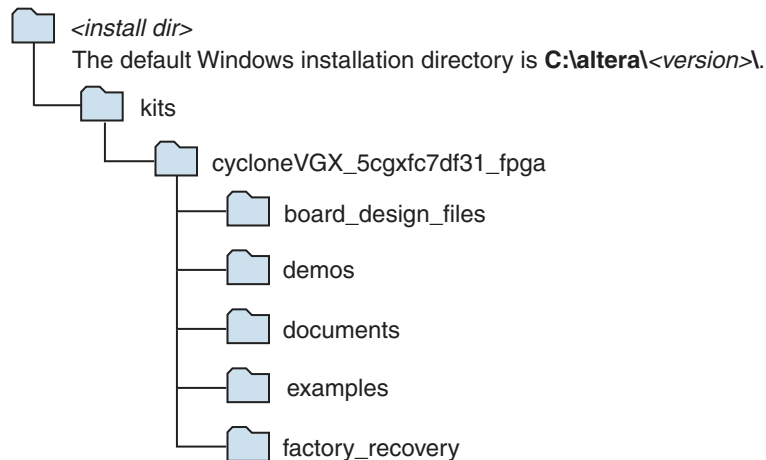 <install dir>
The default Windows installation directory is C:\altera\<version>\.
kits
cycloneVGX_5cgxfc7df31_fpga
board_design_files
demos
documents
examples
factory_recovery